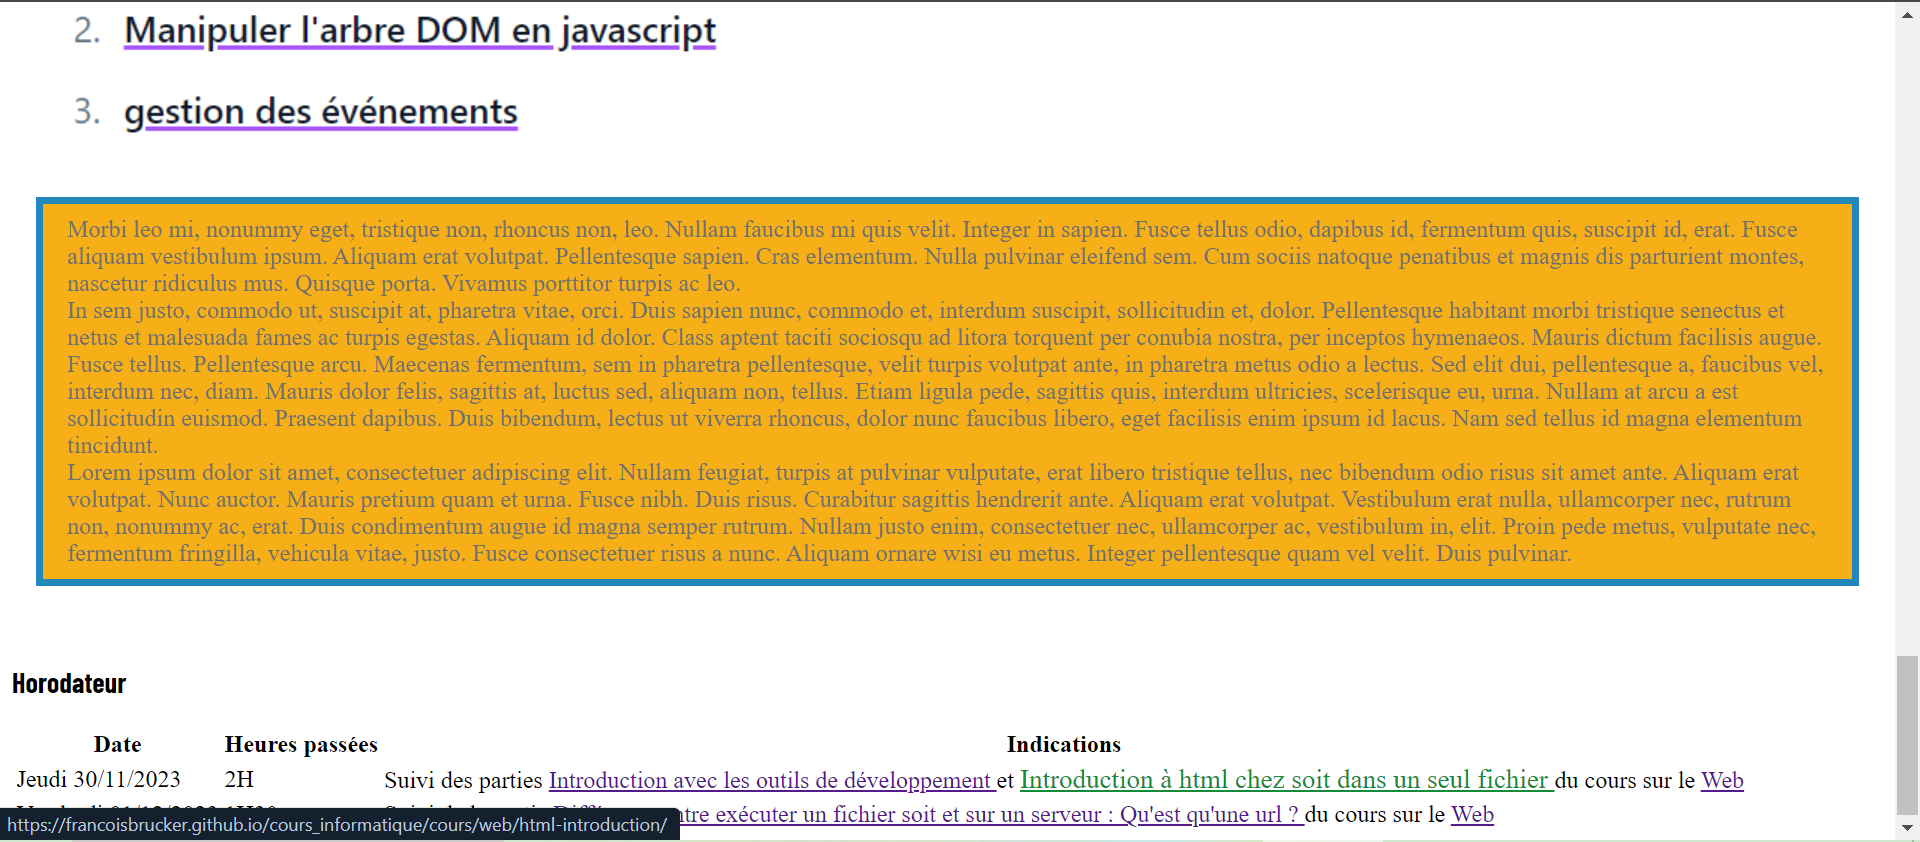 2. Manipuler l'arbre DOM en javascript
3. gestion des événements
Morbi leo mi, nonummy eget, tristique non, rhoncus non, leo. Nullam faucibus mi quis velit. Integer in sapien. Fusce tellus odio, dapibus id, fermentum quis, suscipit id, erat. Fusce
aliquam vestibulum ipsum. Aliquam erat volutpat. Pellentesque sapien. Cras elementum. Nulla pulvinar eleifend sem. Cum sociis natoque penatibus et magnis dis parturient montes,
nascetur ridiculus mus. Quisque porta. Vivamus porttitor turpis ac leo.
In sem justo, commodo ut, suscipit at, pharetra vitae, orci. Duis sapien nunc, commodo et, interdum suscipit, sollicitudin et, dolor. Pellentesque habitant morbi tristique senectus et
netus et malesuada fames ac turpis egestas. Aliquam id dolor. Class aptent taciti sociosqu ad litora torquent per conubia nostra, per inceptos hymenaeos. Mauris dictum facilisis augue.
Fusce tellus. Pellentesque arcu. Maecenas fermentum, sem in pharetra pellentesque, velit turpis volutpat ante, in pharetra metus odio a lectus. Sed elit dui, pellentesque a, faucibus vel,
interdum nec, diam. Mauris dolor felis, sagittis at, luctus sed, aliquam non, tellus. Etiam ligula pede, sagittis quis, interdum ultricies, scelerisque eu, urna. Nullam at arcu a est
sollicitudin euismod. Praesent dapibus. Duis bibendum, lectus ut viverra rhoncus, dolor nunc faucibus libero, eget facilisis enim ipsum id lacus. Nam sed tellus id magna elementum
tincidunt.
Lorem ipsum dolor sit amet, consectetuer adipiscing elit. Nullam feugiat, turpis at pulvinar vulputate, erat libero tristique tellus, nec bibendum odio risus sit amet ante. Aliquam erat
volutpat. Nunc auctor. Mauris pretium quam et urna. Fusce nibh. Duis risus. Curabitur sagittis hendrerit ante. Aliquam erat volutpat. Vestibulum erat nulla, ullamcorper nec, rutrum
non, nonummy ac, erat. Duis condimentum augue id magna semper rutrum. Nullam justo enim, consectetuer nec, ullamcorper ac, vestibulum in, elit. Proin pede metus, vulputate nec,
fermentum fringilla, vehicula vitae, justo. Fusce consectetuer risus a nunc. Aliquam ornare wisi eu metus. Integer pellentesque quam vel velit. Duis pulvinar.
Horodateur
Date Heures passées Indications
Jeudi 30/11/2023 2H Suivi des parties Introduction avec les outils de développement et Introduction à html chez soit dans un seul fichier du cours sur le Web
exécuter un fichier soit et sur un serveur : Qu'est qu'une url ? du cours sur le Web
https://francoisbrucker.github.io/cours_informatique/cours/web/html-introduction/